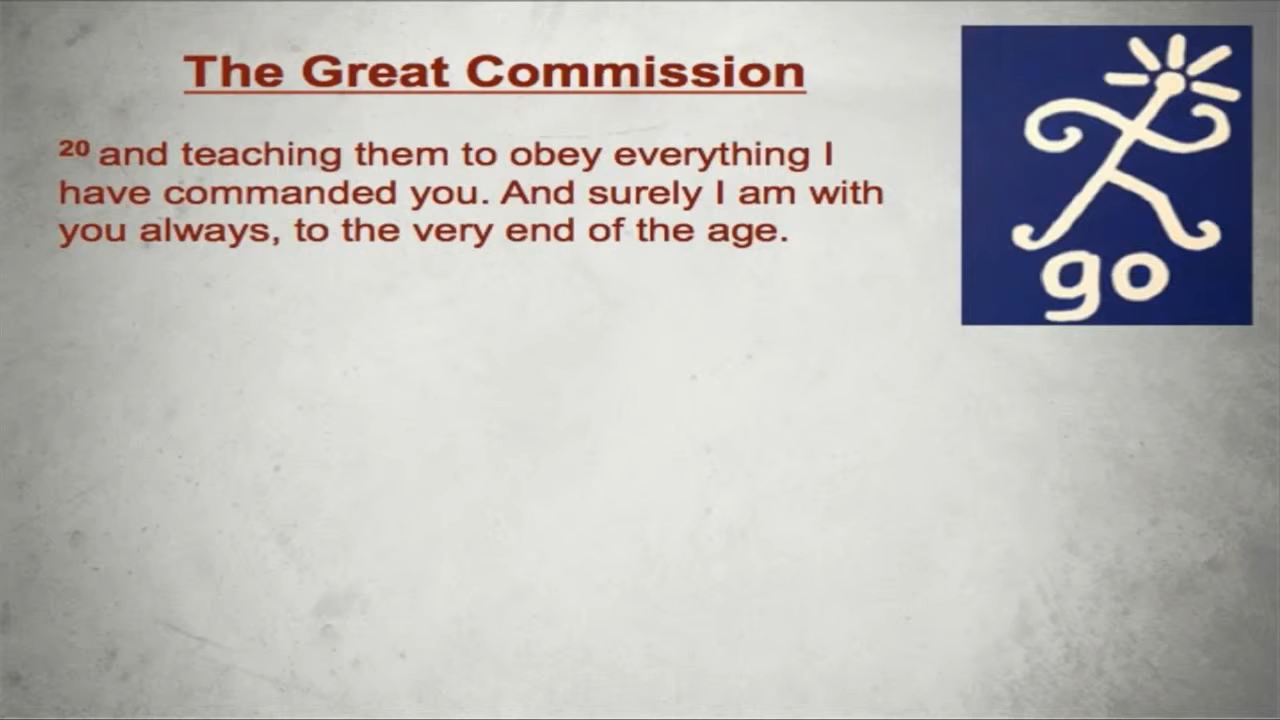 The Great Commission
20 and teaching them to obey everything I
have commanded you. And surely I am with
you always, to the very end of the age.
go